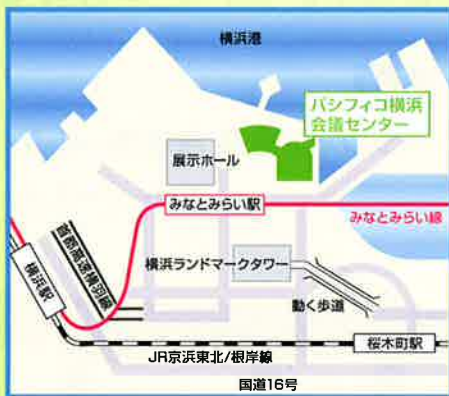 横浜港
パシフィコ横浜
会議センター
展示ホール
みなとみらい駅
みなとみらい線
首都高速横羽線
横浜駅
横浜ランドマークタワー
動く歩道
桜木町駅
JR京浜東北/根岸線
国道16号